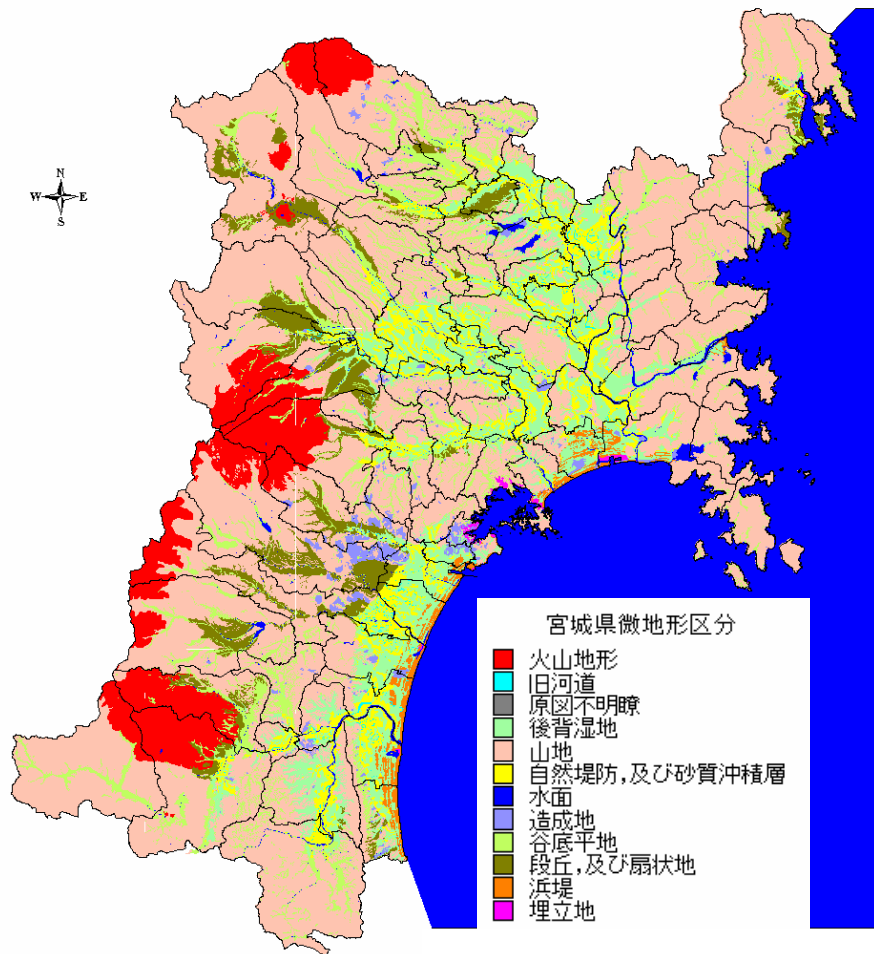 N
W E
S
宮城県微地形区分
火山地形
旧河道
原図不明瞭
後背湿地
山地
自然堤防,及び砂質沖積層
水面
造成地
谷底平地
段丘,及び扇状地
浜堤
埋立地